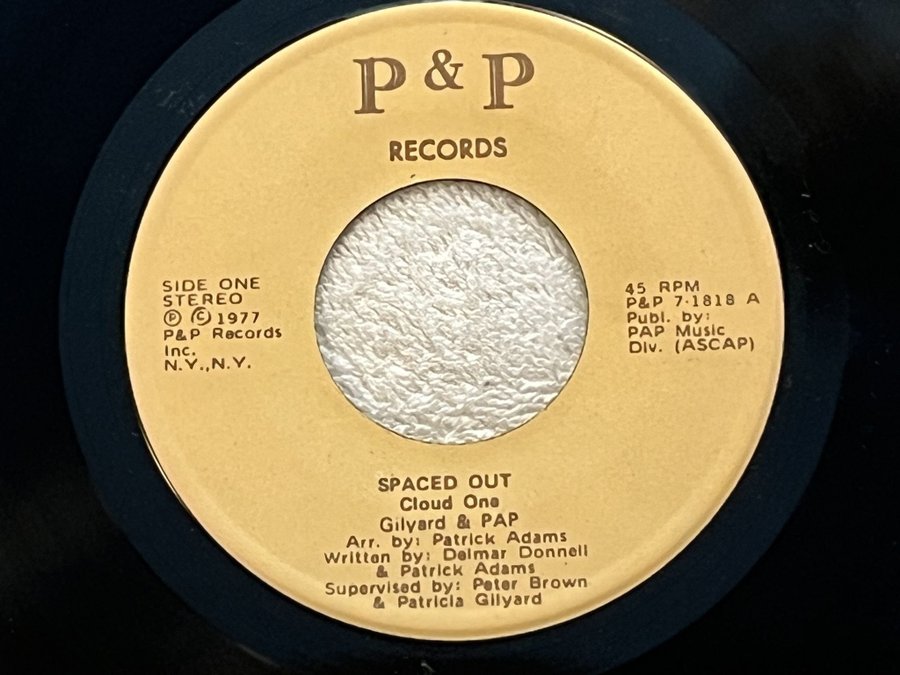 P & P
RECORDS
SIDE ONE
STEREO
Ⓟ ©1977
P&P Records
Inc.
N.Y.,N.Y.
45 RPM
P&P 7-1818 A
Publ. by:
PAP Music
Div. (ASCAP)
SPACED OUT
Cloud One
Gilyard & PAP
Arr. by: Patrick Adams
Written by: Delmar Donnell
& Patrick Adams
Supervised by: Peter Brown
& Patricia Gilyard